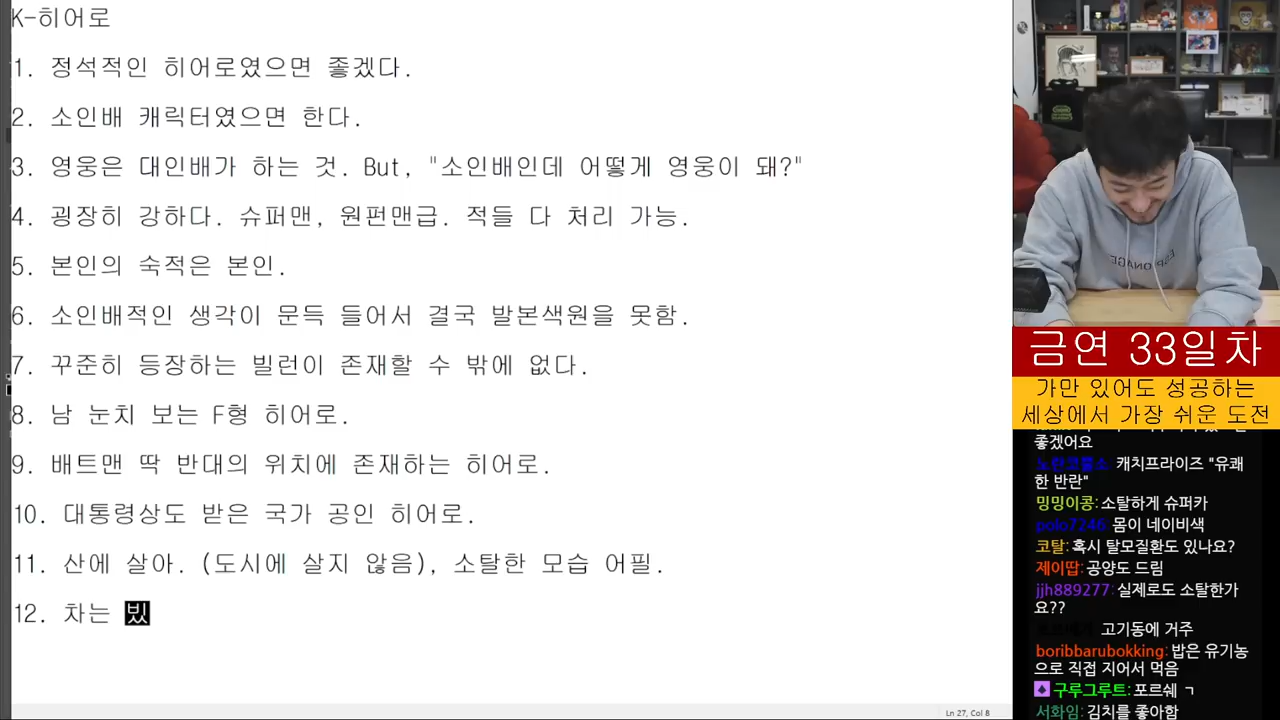 K-히어로
1. 정석적인 히어로였으면 좋겠다.
2. 소인배 캐릭터였으면 한다.
3. 영웅은 대인배가 하는 것. But, "소인배인데 어떻게 영웅이 돼?"
4. 굉장히 강하다. 슈퍼맨, 원펀맨급. 적들 다 처리 가능.
5. 본인의 숙적은 본인.
6. 소인배적인 생각이 문득 들어서 결국 발본색원을 못함.
7. 꾸준히 등장하는 빌런이 존재할 수 밖에 없다.
8. 남 눈치 보는 F형 히어로.
9. 배트맨 딱 반대의 위치에 존재하는 히어로.
10. 대통령상도 받은 국가 공인 히어로.
11. 산에 살아. (도시에 살지 않음), 소탈한 모습 어필.
12. 차는 빘
Ln 27, Col 8
ESPIONAGE
금연 33일차
가만 있어도 성공하는
세상에서 가장 쉬운 도전
좋겠어요
캐치프라이즈 "유쾌
한 반란"
밍밍이콩: 소탈하게 슈퍼카
polo7246: 몸이 네이비색
코탈: 혹시 탈모질환도 있나요?
제이땁: 공양도 드림
jjh889277: 실제로도 소탈한가
요??
고기동에 거주
boribbarubokking: 밥은 유기농
으로 직접 지어서 먹음
구루그루트: 포르쉐 ㄱ
서화임: 김치를 좋아함